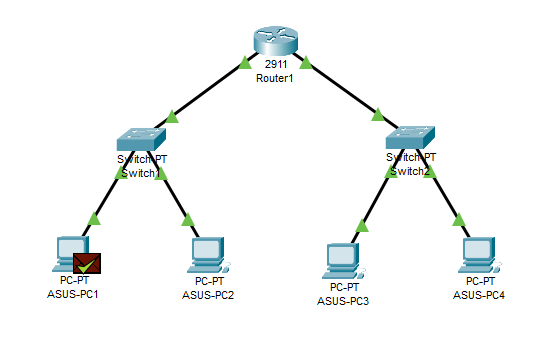 2911
Router1
Switch-PT
Switch1
Switch-PT
Switch2
PC-PT
ASUS-PC1
PC-PT
ASUS-PC2
PC-PT
ASUS-PC3
PC-PT
ASUS-PC4